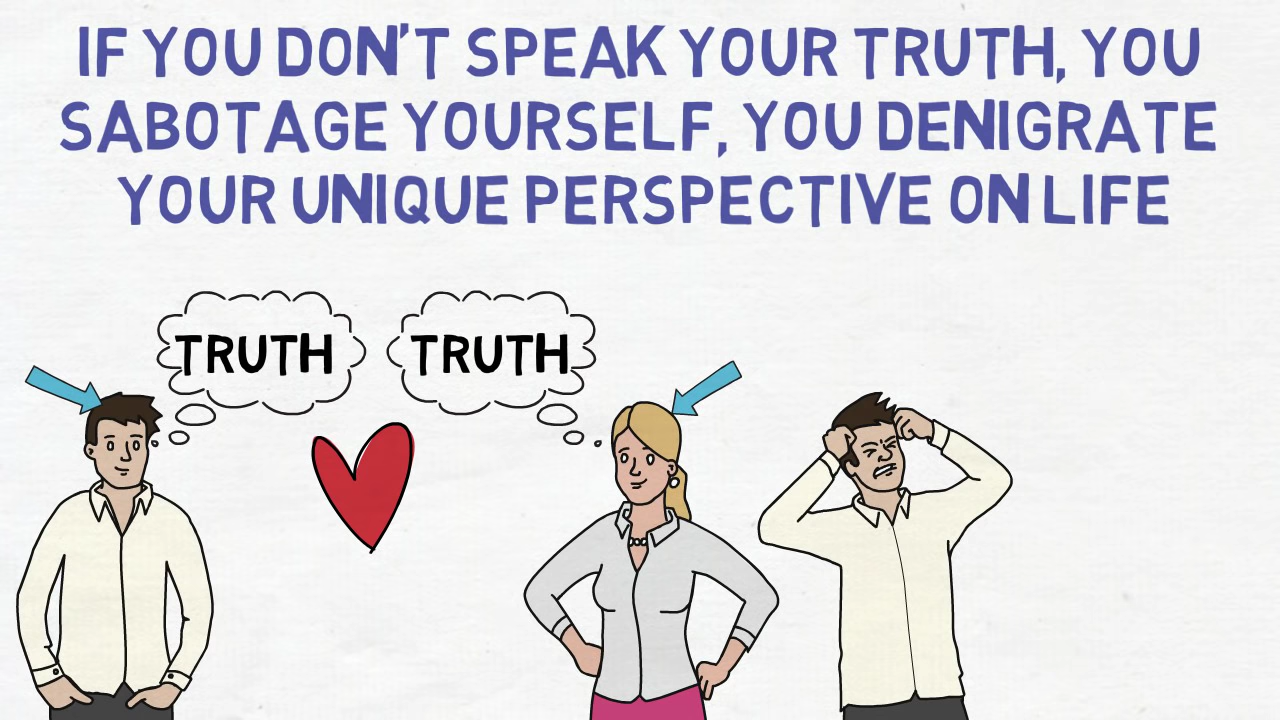 IF YOU DON'T SPEAK YOUR TRUTH, YOU
SABOTAGE YOURSELF, YOU DENIGRATE
YOUR UNIQUE PERSPECTIVE ON LIFE
TRUTH
TRUTH